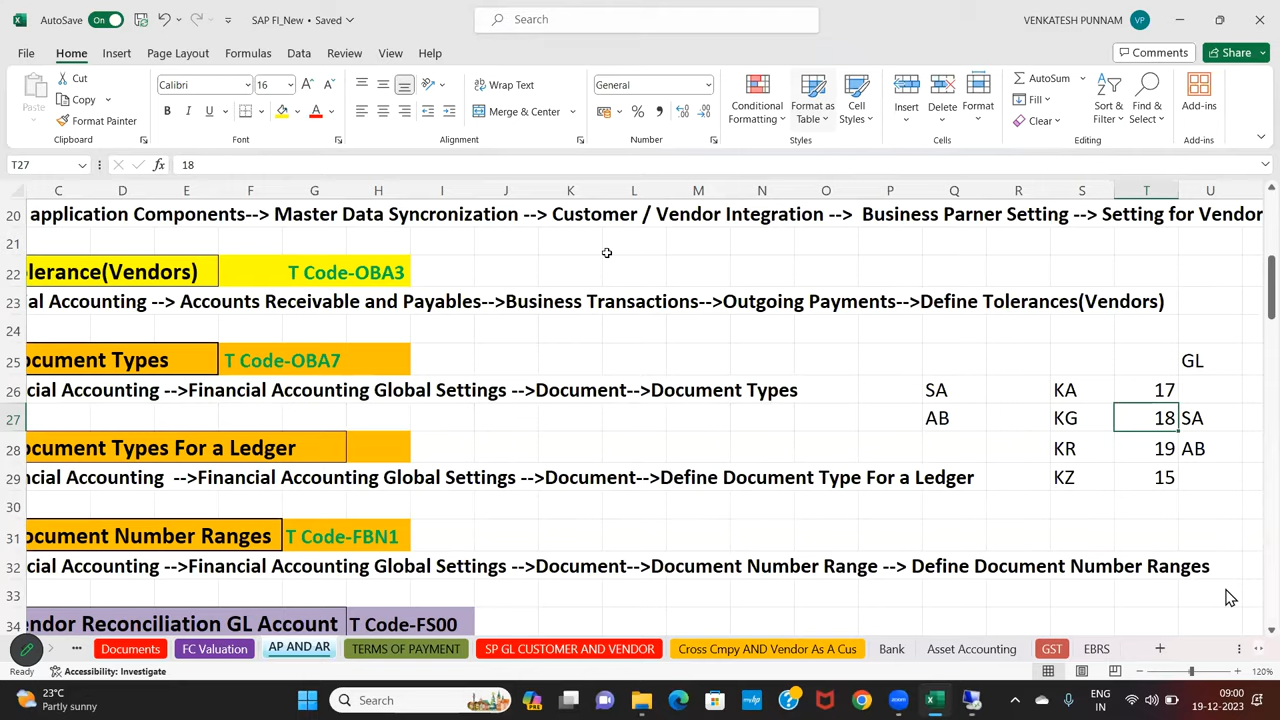 AutoSave On SAP FI_New • Saved Search VENKATESH PUNNAM VP
File Home Insert Page Layout Formulas Data Review View Help Comments Share
Paste Cut Copy Format Painter Clipboard
Calibri 16 A A B I U A Font
Wrap Text Merge & Center Alignment
General % , Number
Conditional Formatting Format as Table Cell Styles Styles
Insert Delete Format Cells
AutoSum Fill Clear Sort & Filter Find & Select Editing
Add-ins Add-ins
T27 fx 18
C D E F G H I J K L M N O P Q R S T U
20 application Components--> Master Data Syncronization --> Customer / Vendor Integration --> Business Parner Setting --> Setting for Vendor
21
22 lerance(Vendors) T Code-OBA3
23 al Accounting --> Accounts Receivable and Payables-->Business Transactions-->Outgoing Payments-->Define Tolerances(Vendors)
24
25 ocument Types T Code-OBA7 GL
26 cial Accounting -->Financial Accounting Global Settings -->Document-->Document Types SA KA 17
27 AB KG 18 SA
28 ocument Types For a Ledger KR 19 AB
29 ncial Accounting -->Financial Accounting Global Settings -->Document-->Define Document Type For a Ledger KZ 15
30
31 ocument Number Ranges T Code-FBN1
32 cial Accounting -->Financial Accounting Global Settings -->Document-->Document Number Range --> Define Document Number Ranges
33
34 endor Reconciliation GL Account T Code-FS00
Documents FC Valuation AP AND AR TERMS OF PAYMENT SP GL CUSTOMER AND VENDOR Cross Cmpy AND Vendor As A Cus Bank Asset Accounting GST EBRS
Ready Accessibility: Investigate 120%
23°C Partly sunny Search PRE zoom ENG IN 09:00 19-12-2023